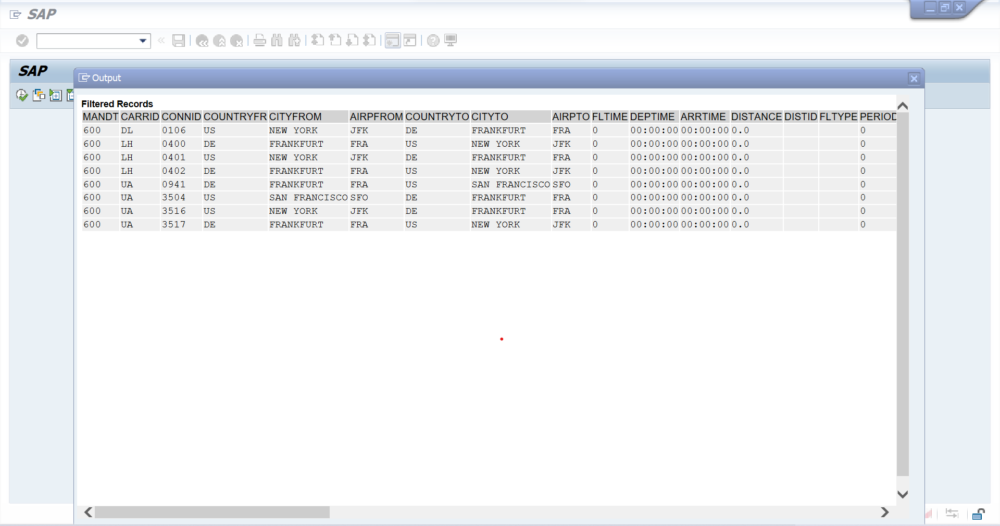 SAP
SAP
Output
Filtered Records
MANDT CARRID CONNID COUNTRYFR CITYFROM AIRPFROM COUNTRYTO CITYTO AIRPTO FLTIME DEPTIME ARRTIME DISTANCE DISTID FLTYPE PERIOD
600 DL 0106 US NEW YORK JFK DE FRANKFURT FRA 0 00:00:00 00:00:00 0.0 0
600 LH 0400 DE FRANKFURT FRA US NEW YORK JFK 0 00:00:00 00:00:00 0.0 0
600 LH 0401 US NEW YORK JFK DE FRANKFURT FRA 0 00:00:00 00:00:00 0.0 0
600 LH 0402 DE FRANKFURT FRA US NEW YORK JFK 0 00:00:00 00:00:00 0.0 0
600 UA 0941 DE FRANKFURT FRA US SAN FRANCISCO SFO 0 00:00:00 00:00:00 0.0 0
600 UA 3504 US SAN FRANCISCO SFO DE FRANKFURT FRA 0 00:00:00 00:00:00 0.0 0
600 UA 3516 US NEW YORK JFK DE FRANKFURT FRA 0 00:00:00 00:00:00 0.0 0
600 UA 3517 DE FRANKFURT FRA US NEW YORK JFK 0 00:00:00 00:00:00 0.0 0